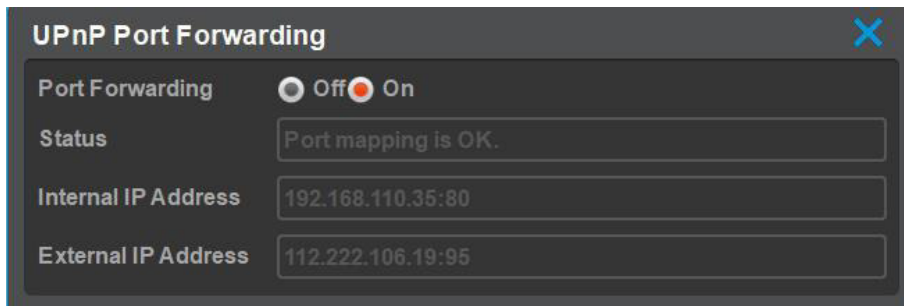 UPnP Port Forwarding
Port Forwarding Off On
Status Port mapping is OK.
Internal IP Address 192.168.110.35:80
External IP Address 112.222.106.19:95